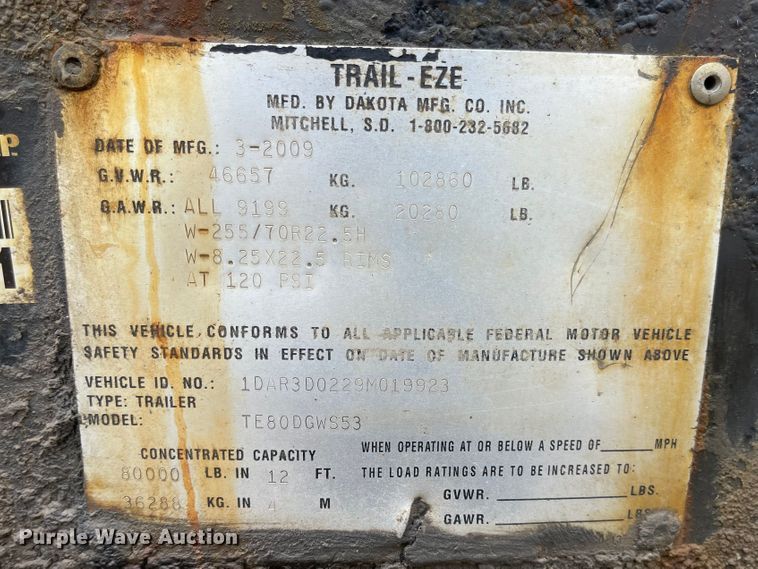 TRAIL-EZE
MFD. BY DAKOTA MFG. CO. INC.
MITCHELL, S.D. 1-800-232-5682
DATE OF MFG.: 3-2009
G.V.W.R.: 46657 KG. 102860 LB.
G.A.W.R.: ALL 9199 KG. 20280 LB.
W-255/70R22.5H
W-8.25X22.5 RIMS
AT 120 PSI
THIS VEHICLE CONFORMS TO ALL APPLICABLE FEDERAL MOTOR VEHICLE
SAFETY STANDARDS IN EFFECT ON DATE OF MANUFACTURE SHOWN ABOVE
VEHICLE ID. NO.: 1DAR3D0229M019923
TYPE: TRAILER
MODEL: TE80DGWS53
CONCENTRATED CAPACITY
80000 LB. IN 12 FT.
36288 KG. IN 4 M
WHEN OPERATING AT OR BELOW A SPEED OF ______ MPH
THE LOAD RATINGS ARE TO BE INCREASED TO:
GVWR. ______ LBS.
GAWR. ______ LBS.
1
Purple Wave Auction